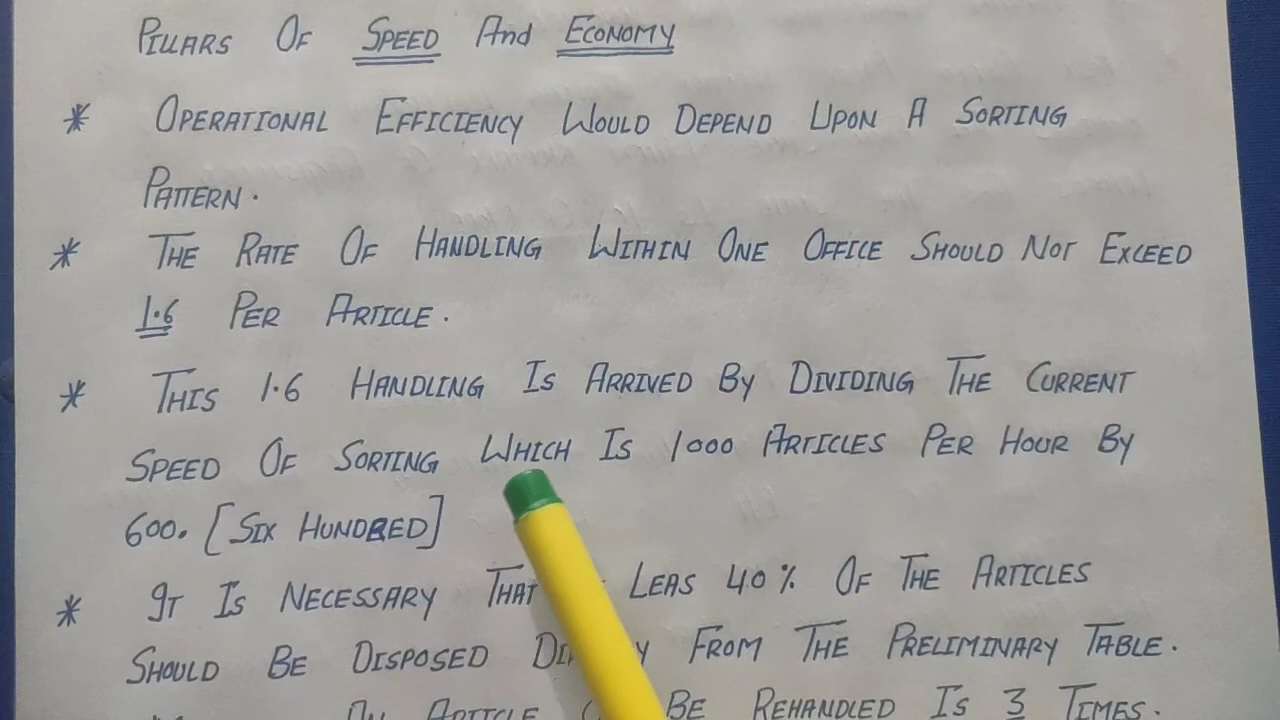 PILLARS OF SPEED And ECONOMY
* OPERATIONAL EFFICIENCY WOULD DEPEND UPON A SORTING
PATTERN.
* THE RATE OF HANDLING WITHIN ONE OFFICE SHOULD NOT EXCEED
1.6 PER ARTICLE.
* THIS 1.6 HANDLING IS ARRIVED BY DIVIDING THE CURRENT
SPEED OF SORTING WHICH IS 1000 ARTICLES PER HOUR BY
600. [SIX HUNDRED]
* IT IS NECESSARY THAT LEAS 40% OF THE ARTICLES
SHOULD BE DISPOSED FROM THE PRELIMINARY TABLE.
ARTICLE BE REHANDLED IS 3 TIMES.